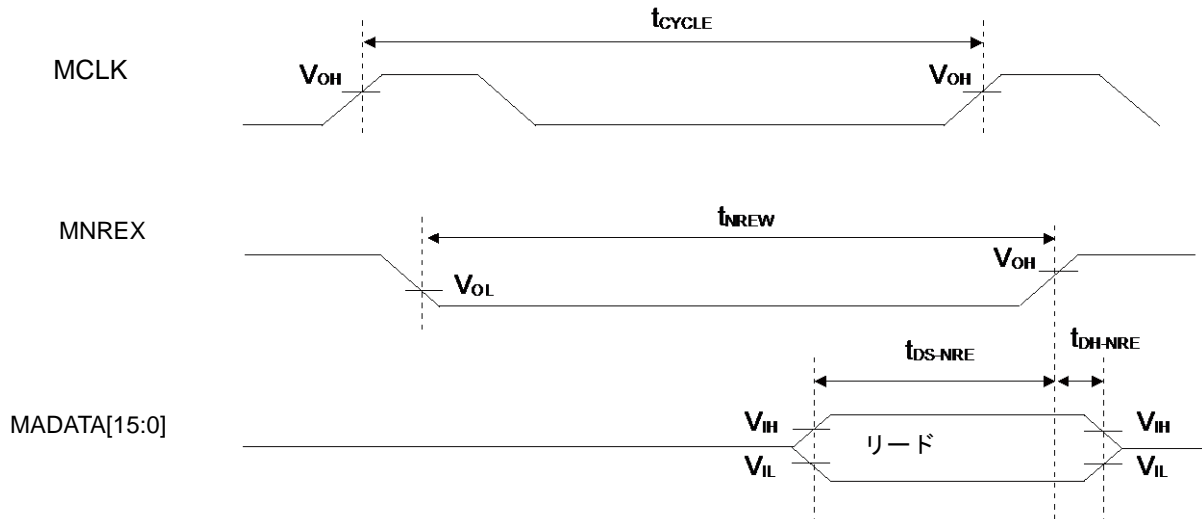 tCYCLE
MCLK
VOH
VOH
tNREW
MNREX
VOH
VOL
tDS-NRE
tDH-NRE
MADATA[15:0]
VIH
リード
VIH
VIL
VIL